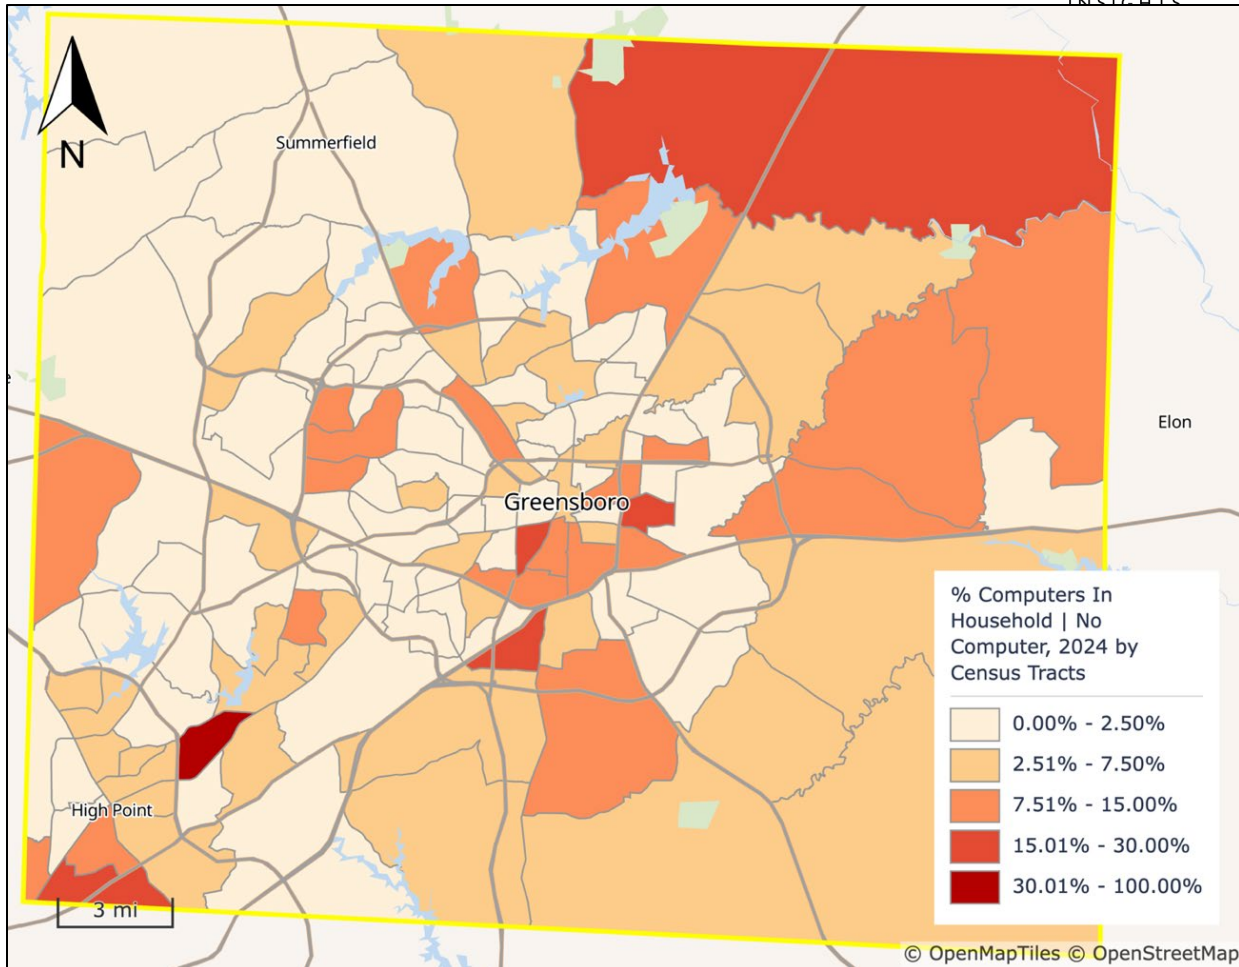 INSIGHTS
N
Summerfield
Elon
Greensboro
High Point
3 mi
% Computers In
Household | No
Computer, 2024 by
Census Tracts
0.00% - 2.50%
2.51% - 7.50%
7.51% - 15.00%
15.01% - 30.00%
30.01% - 100.00%
© OpenMapTiles © OpenStreetMap